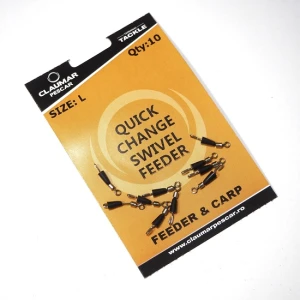 TACKLE
CLAUMAR
PESCAR
Qty:10
SIZE: L
QUICK
CHANGE
SWIVEL
FEEDER
FEEDER & CARP
www.claumarpescar.ro